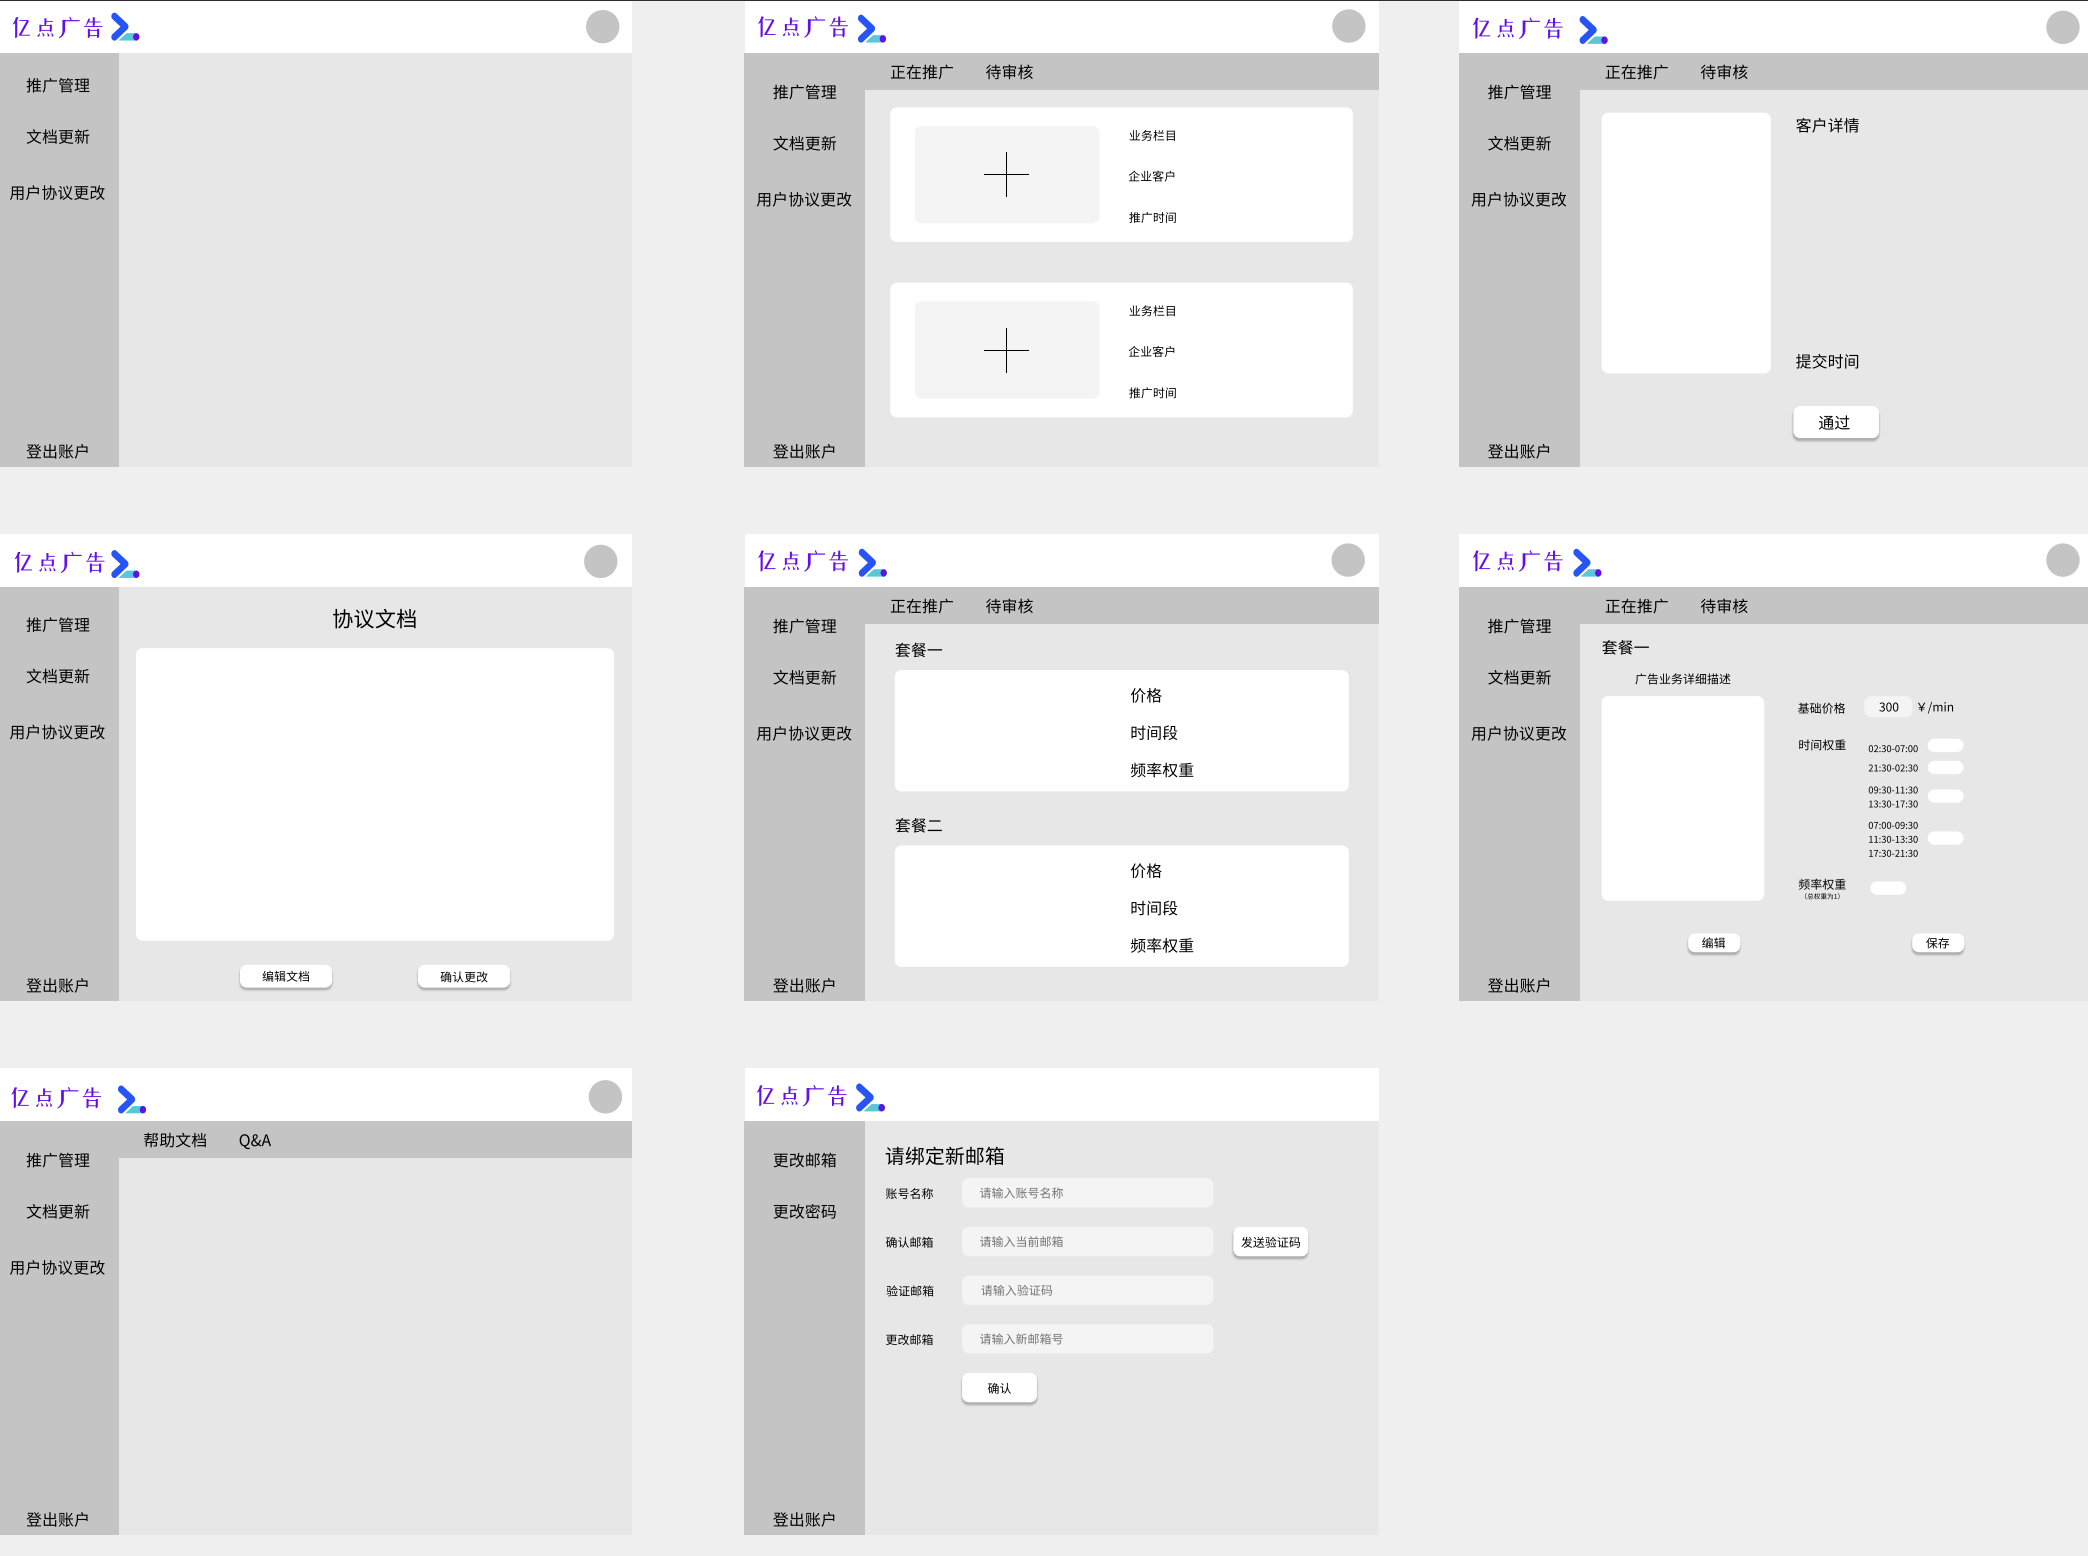 亿点广告
推广管理
文档更新
用户协议更改
登出账户
亿点广告
正在推广 待审核
推广管理
文档更新
用户协议更改
登出账户
业务栏目
企业客户
推广时间
业务栏目
企业客户
推广时间
亿点广告
正在推广 待审核
推广管理
文档更新
用户协议更改
登出账户
客户详情
提交时间
通过
亿点广告
推广管理
文档更新
用户协议更改
登出账户
协议文档
编辑文档 确认更改
亿点广告
正在推广 待审核
推广管理
文档更新
用户协议更改
登出账户
套餐一
价格
时间段
频率权重
套餐二
价格
时间段
频率权重
亿点广告
正在推广 待审核
推广管理
文档更新
用户协议更改
登出账户
套餐一
广告业务详细描述
基础价格 300 ¥/min
时间权重
02:30-07:00
21:30-02:30
09:30-11:30
13:30-17:30
07:00-09:30
11:30-13:30
17:30-21:30
频率权重
(总权重为1)
编辑 保存
亿点广告
帮助文档 Q&A
推广管理
文档更新
用户协议更改
登出账户
亿点广告
更改邮箱
更改密码
登出账户
请绑定新邮箱
账号名称 请输入账号名称
确认邮箱 请输入当前邮箱 发送验证码
验证邮箱 请输入验证码
更改邮箱 请输入新邮箱号
确认